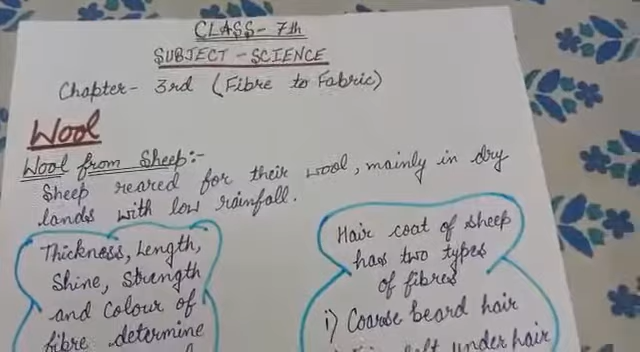 CLASS- 7th
SUBJECT - SCIENCE
Chapter- 3rd (Fibre to Fabric)
Wool
Wool from Sheep:-
Sheep reared for their wool, mainly in dry
lands with low rainfall.
Thickness, Length,
Shine, Strength
and Colour of
fibre determine
Hair coat of sheep
has two types
of fibres
i) Coarse beard hair
under hair